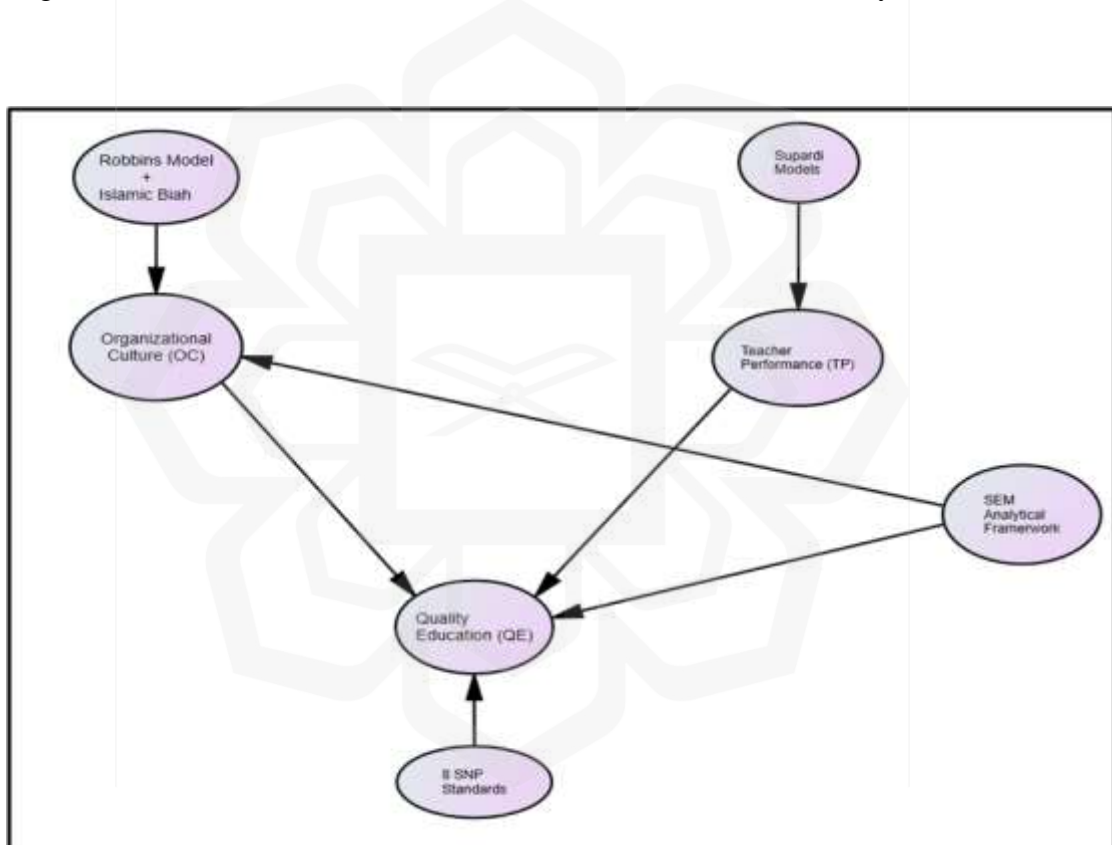 Robbins Model
+
Islamic Biah
Supardi
Models
Organizational
Culture (OC)
Teacher
Performance (TP)
SEM
Analytical
Framerwork
Quality
Education (QE)
8 SNP
Standards